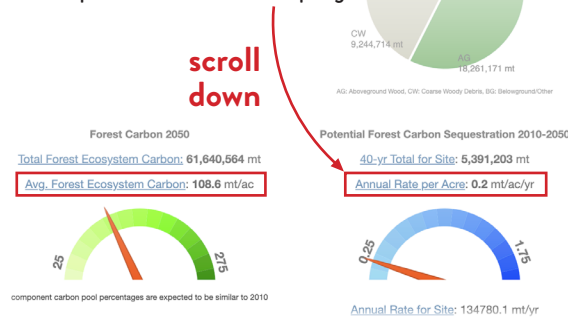 CW
9,244,714 mt
AG
18,261,171 mt
AG: Aboveground Wood, CW: Coarse Woody Debris, BG: Belowground/Other
scroll
down
Forest Carbon 2050
Total Forest Ecosystem Carbon: 61,640,564 mt
Avg. Forest Ecosystem Carbon: 108.6 mt/ac
25
275
component carbon pool percentages are expected to be similar to 2010
Potential Forest Carbon Sequestration 2010-2050
40-yr Total for Site: 5,391,203 mt
Annual Rate per Acre: 0.2 mt/ac/yr
0.25
1.75
Annual Rate for Site: 134780.1 mt/yr